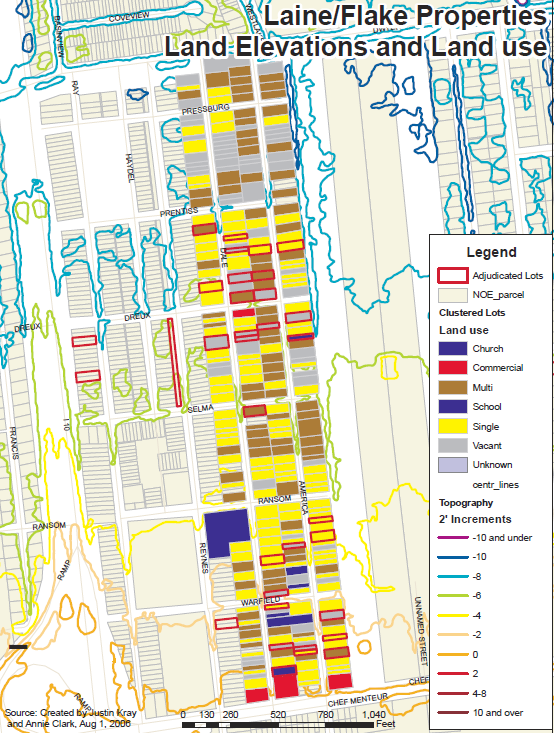 Laine/Flake Properties
Land Elevations and Land use
COVEVIEW
BASINVIEW
RAY
PRESSBURG
HAYDEL
PRENTISS
DALE
DREUX
DREUX
SELMA
I 10
FRANCIS
AMERICA
RANSOM
RANSOM
REYNES
RAMP
WARFIELD
UNNAMED STREET
RAMP
CHEF MENTEUR
CHEF
Legend
Adjudicated Lots
NOE_parcel
Clustered Lots
Land use
Church
Commercial
Multi
School
Single
Vacant
Unknown
centr_lines
Topography
2' Increments
-10 and under
-10
-8
-6
-4
-2
0
2
4-8
10 and over
Source: Created by Justin Kray
and Annie Clark, Aug 1, 2006
0 130 260 520 780 1,040
Feet